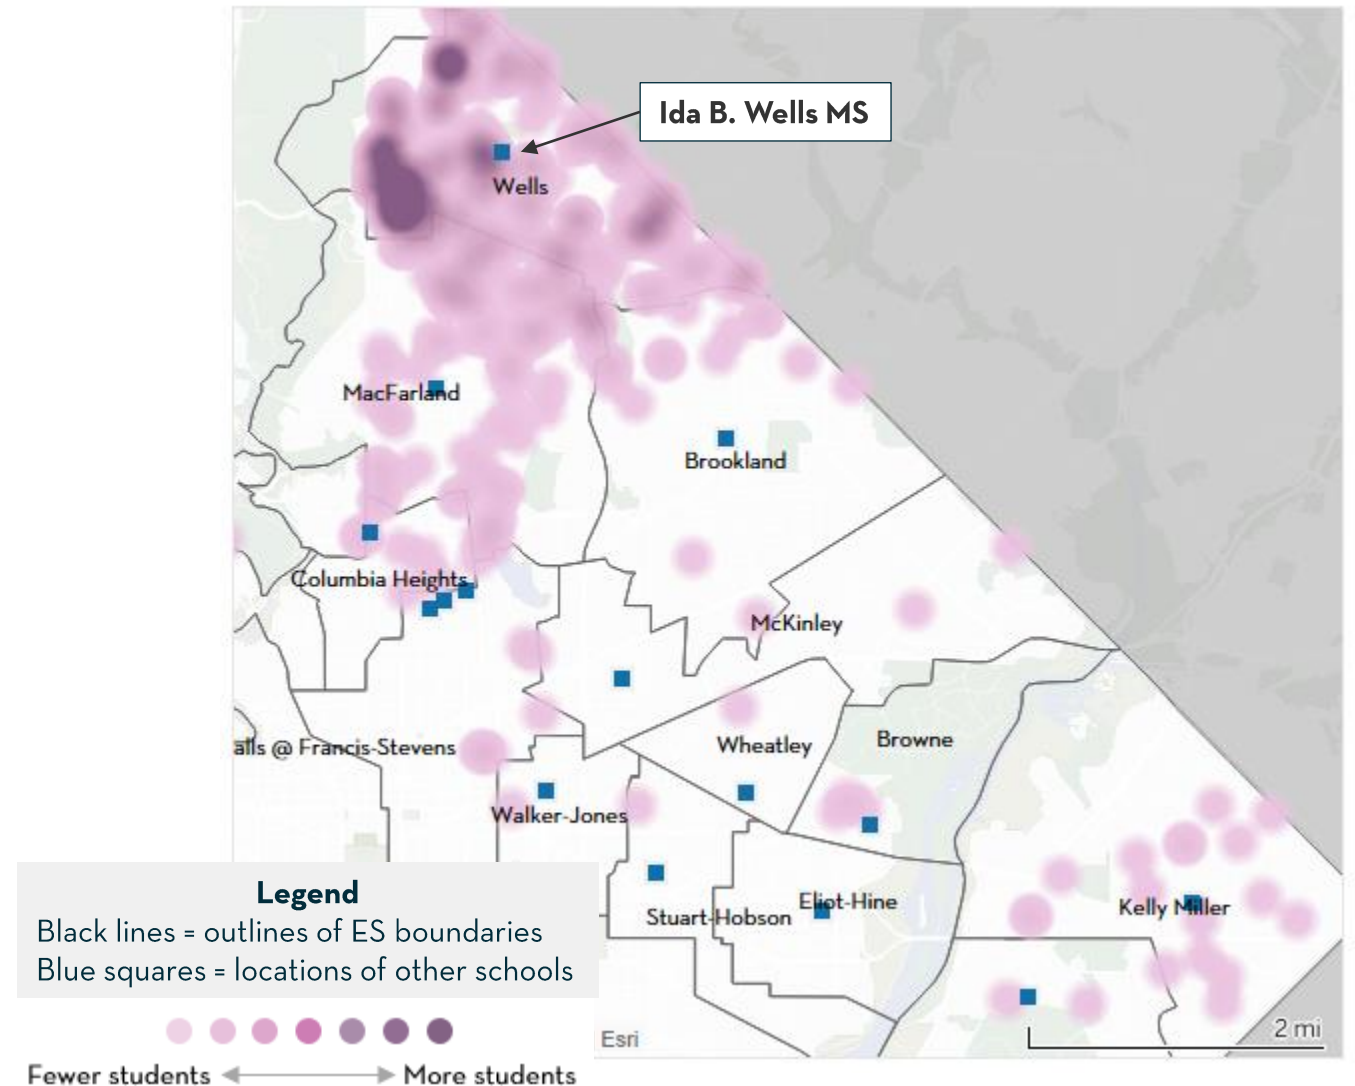 Ida B. Wells MS
Wells
MacFarland
Brookland
Columbia Heights
McKinley
alls @ Francis-Stevens
Wheatley
Browne
Walker-Jones
Stuart-Hobson
Eliot-Hine
Kelly Miller
Legend
Black lines = outlines of ES boundaries
Blue squares = locations of other schools
Fewer students
More students
Esri
2 mi